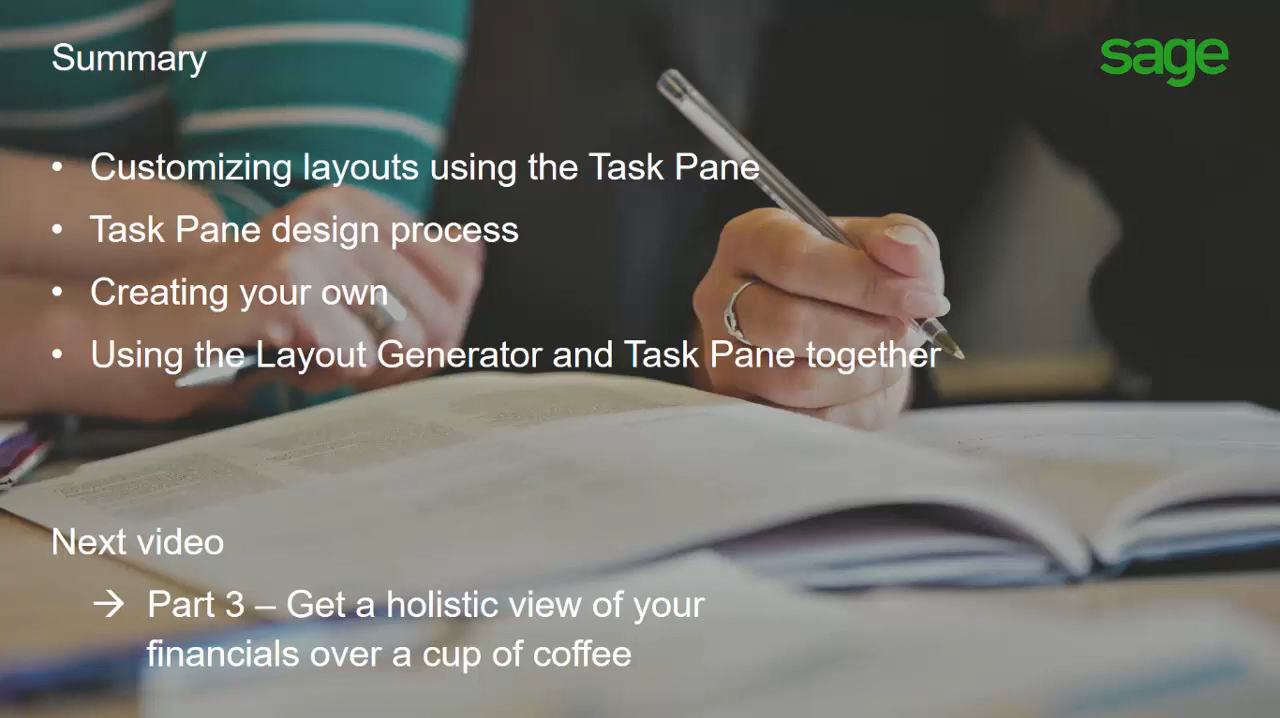 Summary
sage
• Customizing layouts using the Task Pane
• Task Pane design process
• Creating your own
• Using the Layout Generator and Task Pane together
Next video
→ Part 3 – Get a holistic view of your
financials over a cup of coffee